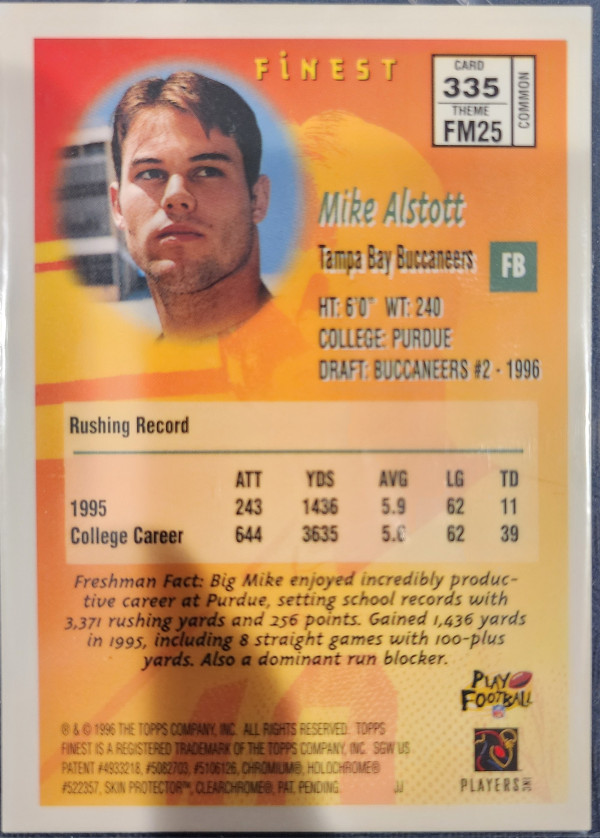 FiNEST
CARD
335
THEME
FM25
COMMON
Mike Alstott
Tampa Bay Buccaneers FB
HT: 6'0" WT: 240
COLLEGE: PURDUE
DRAFT: BUCCANEERS #2 - 1996
Rushing Record
ATT YDS AVG LG TD
1995 243 1436 5.9 62 11
College Career 644 3635 5.6 62 39
Freshman Fact: Big Mike enjoyed incredibly produc-
tive career at Purdue, setting school records with
3,371 rushing yards and 256 points. Gained 1,436 yards
in 1995, including 8 straight games with 100-plus
yards. Also a dominant run blocker.
PLAY
FOOTBALL
® & © 1996 THE TOPPS COMPANY, INC. ALL RIGHTS RESERVED. TOPPS
FINEST IS A REGISTERED TRADEMARK OF THE TOPPS COMPANY, INC. SGW US
PATENT #4933218, #5082703, #5106126, CHROMIUM®, HOLOCHROME®
#522357, SKIN PROTECTOR™, CLEARCHROME®, PAT. PENDING. JJ
PLAYERS INC